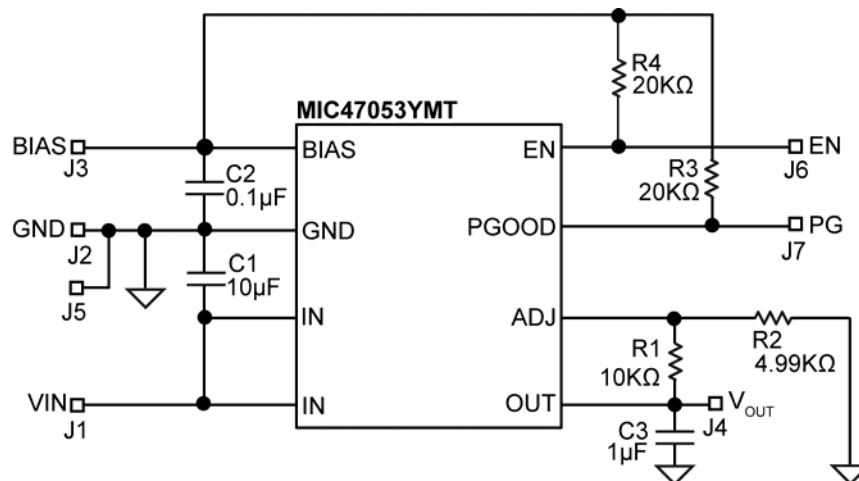 R4
20KΩ
MIC47053YMT
BIAS
J3
BIAS
EN
EN
J6
C2
0.1µF
R3
20KΩ
GND
J2
GND
PGOOD
PG
J7
J5
C1
10µF
IN
ADJ
R1
10KΩ
R2
4.99KΩ
VIN
J1
IN
OUT
VOUT
J4
C3
1µF